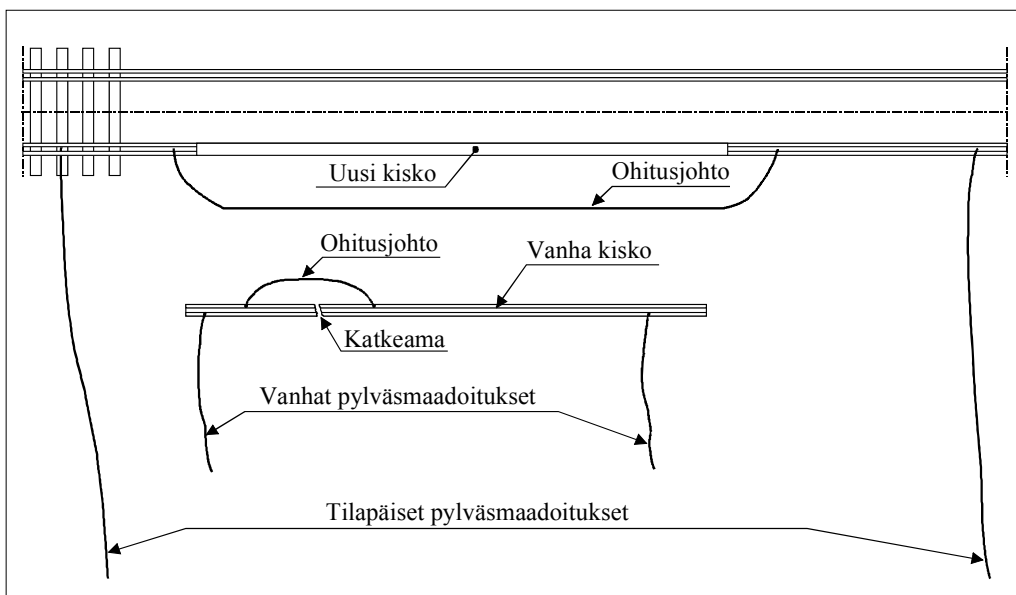 Uusi kisko
Ohitusjohto
Ohitusjohto
Vanha kisko
Katkeama
Vanhat pylväsmaadoitukset
Tilapäiset pylväsmaadoitukset